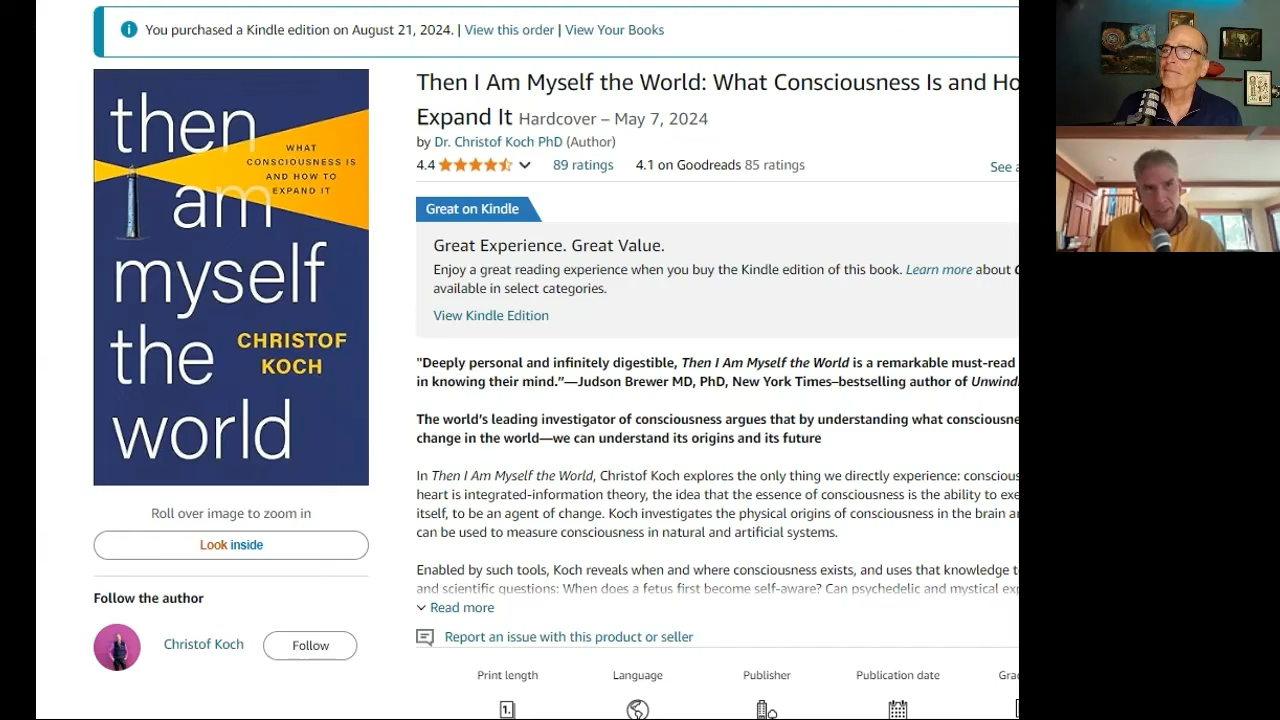 You purchased a Kindle edition on August 21, 2024. | View this order | View Your Books
then
I am
myself
the
world
WHAT
CONSCIOUSNESS IS
AND HOW TO
EXPAND IT
CHRISTOF
KOCH
Roll over image to zoom in
Look inside
Follow the author
Christof Koch
Follow
Then I Am Myself the World: What Consciousness Is and Ho
Expand It Hardcover – May 7, 2024
by Dr. Christof Koch PhD (Author)
4.4 89 ratings 4.1 on Goodreads 85 ratings
See a
Great on Kindle
Great Experience. Great Value.
Enjoy a great reading experience when you buy the Kindle edition of this book. Learn more about
available in select categories.
View Kindle Edition
"Deeply personal and infinitely digestible, Then I Am Myself the World is a remarkable must-read
in knowing their mind.”—Judson Brewer MD, PhD, New York Times–bestselling author of Unwind
The world’s leading investigator of consciousness argues that by understanding what consciousne
change in the world—we can understand its origins and its future
In Then I Am Myself the World, Christof Koch explores the only thing we directly experience: conscious
heart is integrated-information theory, the idea that the essence of consciousness is the ability to exe
itself, to be an agent of change. Koch investigates the physical origins of consciousness in the brain an
can be used to measure consciousness in natural and artificial systems.
Enabled by such tools, Koch reveals when and where consciousness exists, and uses that knowledge t
and scientific questions: When does a fetus first become self-aware? Can psychedelic and mystical exp
Read more
Report an issue with this product or seller
Print length
Language
Publisher
Publication date
Gra